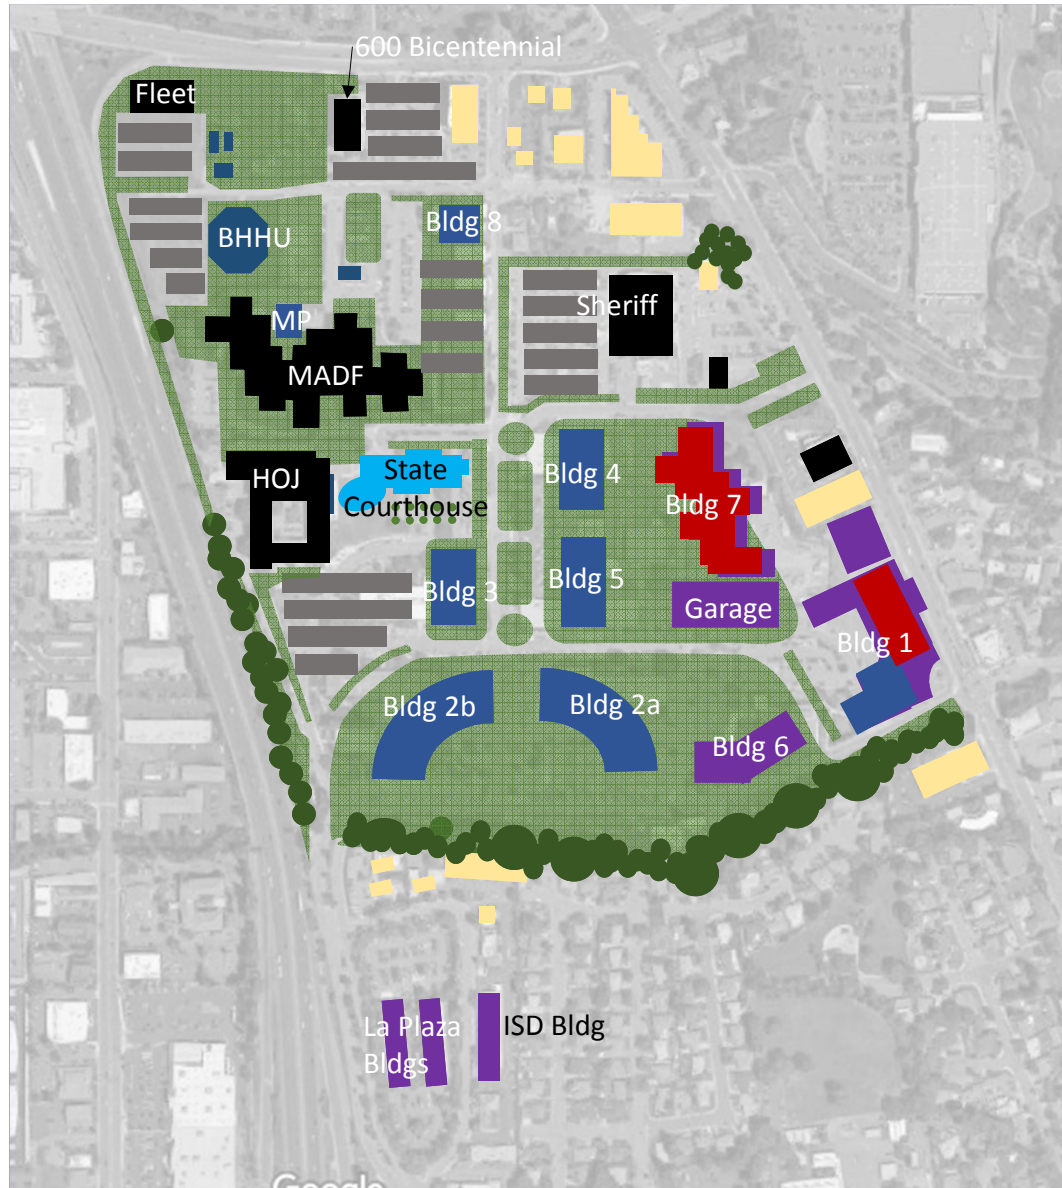 600 Bicentennial
Fleet
Bldg 8
BHHU
Sheriff
MP
MADF
HOJ
State
Courthouse
Bldg 4
Bldg 7
Bldg 3
Bldg 5
Garage
Bldg 1
Bldg 2b
Bldg 2a
Bldg 6
La Plaza
Bldgs
ISD Bldg
Google